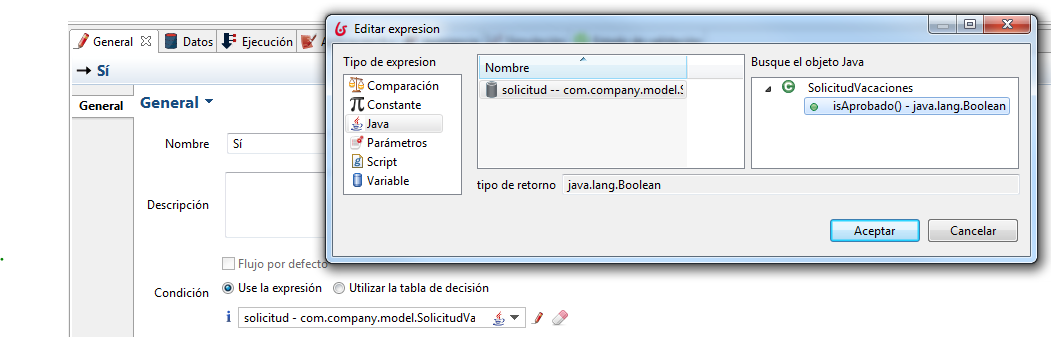 General
Datos
Ejecución
→ Sí
General
General
Nombre
Sí
Descripción
Flujo por defecto
Condición
Use la expresión
Utilizar la tabla de decisión
solicitud - com.company.model.SolicitudVa
Editar expresion
Tipo de expresion
Comparación
Constante
Java
Parámetros
Script
Variable
Nombre
solicitud -- com.company.model.S
Busque el objeto Java
SolicitudVacaciones
isAprobado() - java.lang.Boolean
tipo de retorno
java.lang.Boolean
Aceptar
Cancelar